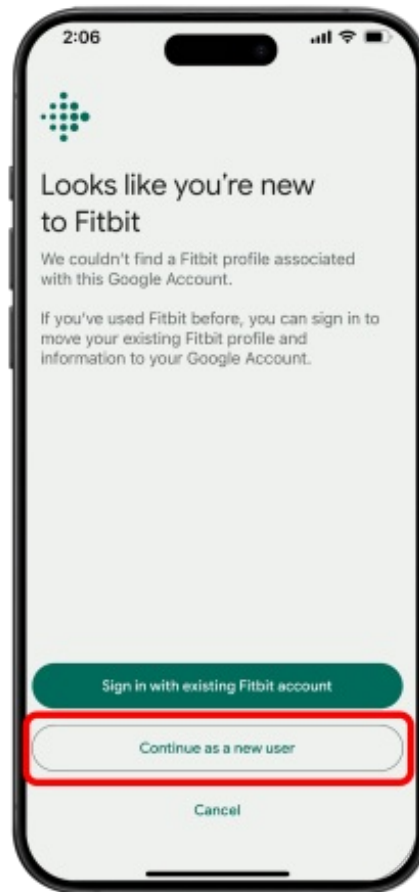 2:06
Looks like you're new
to Fitbit
We couldn't find a Fitbit profile associated
with this Google Account.
If you've used Fitbit before, you can sign in to
move your existing Fitbit profile and
information to your Google Account.
Sign in with existing Fitbit account
Continue as a new user
Cancel